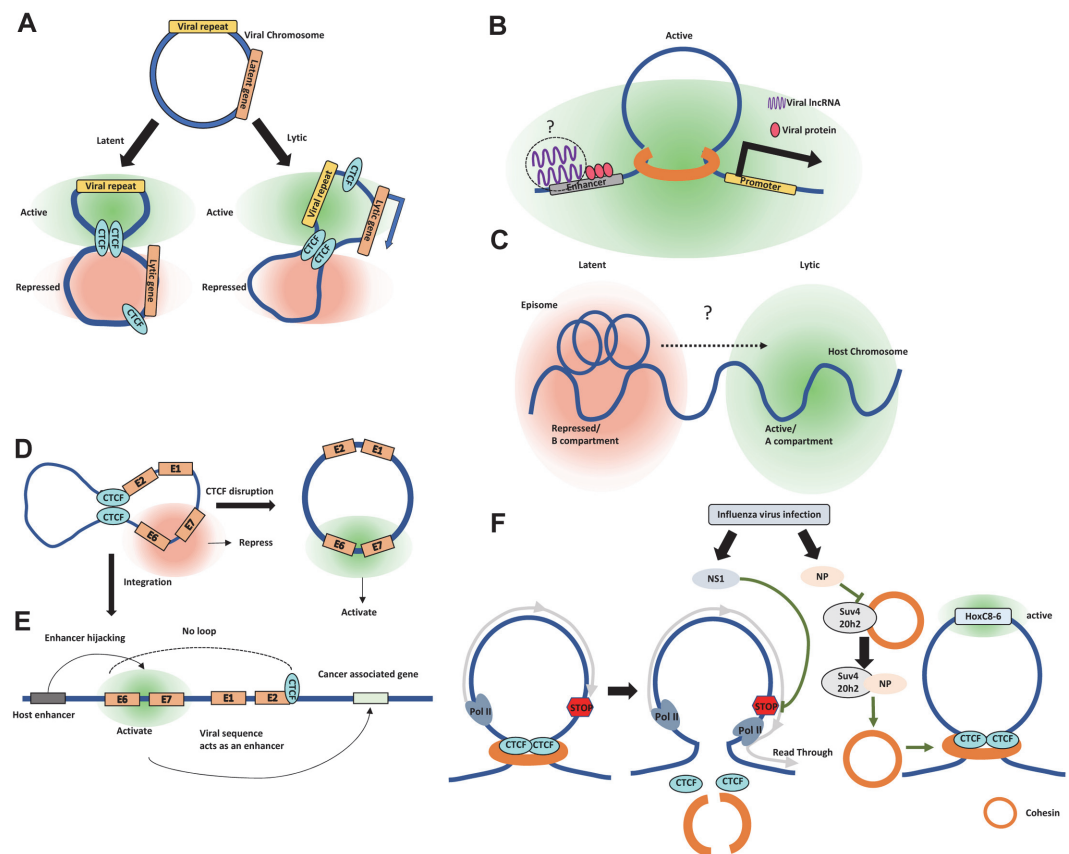 A
Viral repeat
Viral Chromosome
Latent gene
Latent
Lytic
Viral repeat
Active
CTCF
CTCF
Lytic gene
Repressed
CTCF
Viral repeat
CTCF
Active
Lytic gene
CTCF
CTCF
Repressed
B
Active
Viral lncRNA
?
Viral protein
Enhancer
Promoter
C
Latent
Lytic
Episome
?
Host Chromosome
Repressed/
B compartment
Active/
A compartment
D
E2
E1
CTCF
CTCF
E6
E7
Repress
CTCF disruption
E2
E1
E6
E7
Activate
Integration
E
Enhancer hijacking
No loop
CTCF
Cancer associated gene
E6
E7
E1
E2
Host enhancer
Activate
Viral sequence
acts as an enhancer
F
Influenza virus infection
NS1
NP
Suv4
20h2
Suv4
20h2
NP
HoxC8-6
active
Pol II
STOP
CTCF
CTCF
Pol II
STOP
Pol II
Read Through
CTCF
CTCF
CTCF
CTCF
Cohesin